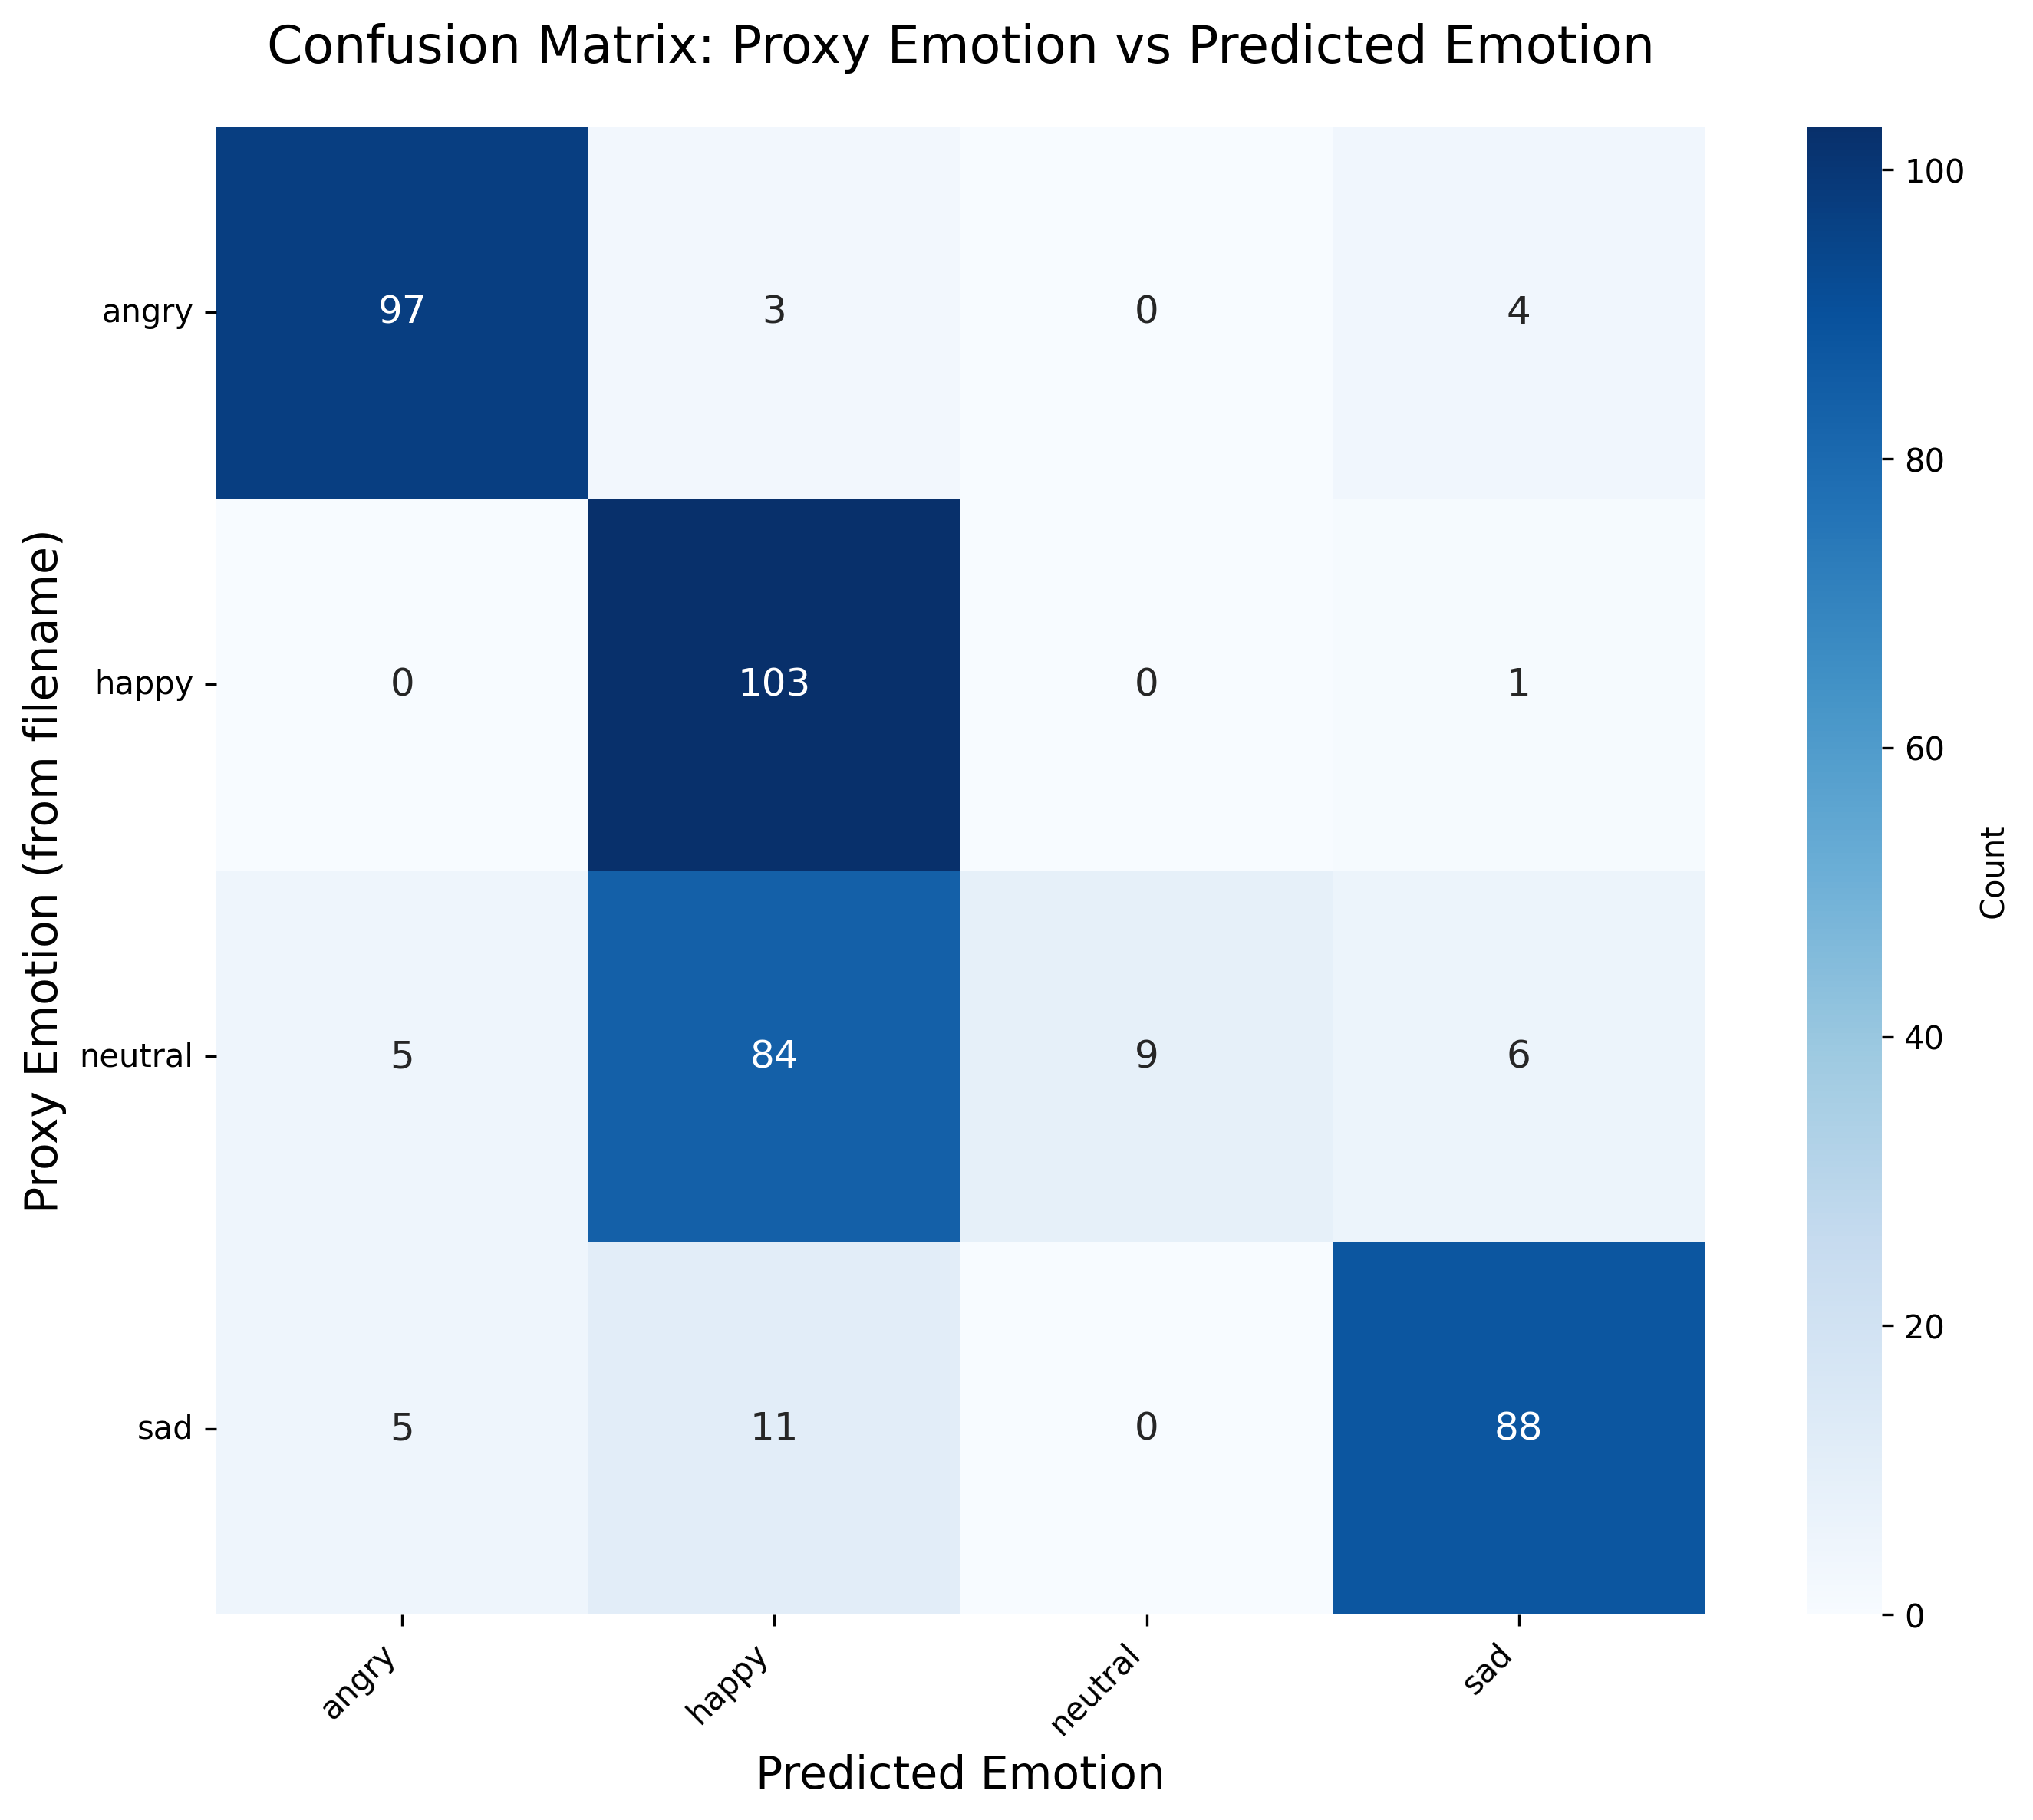 Confusion Matrix: Proxy Emotion vs Predicted Emotion
Proxy Emotion (from filename)
angry 97 3 0 4
happy 0 103 0 1
neutral 5 84 9 6
sad 5 11 0 88
angry happy neutral sad
Predicted Emotion
100
80
60
40
20
0
Count